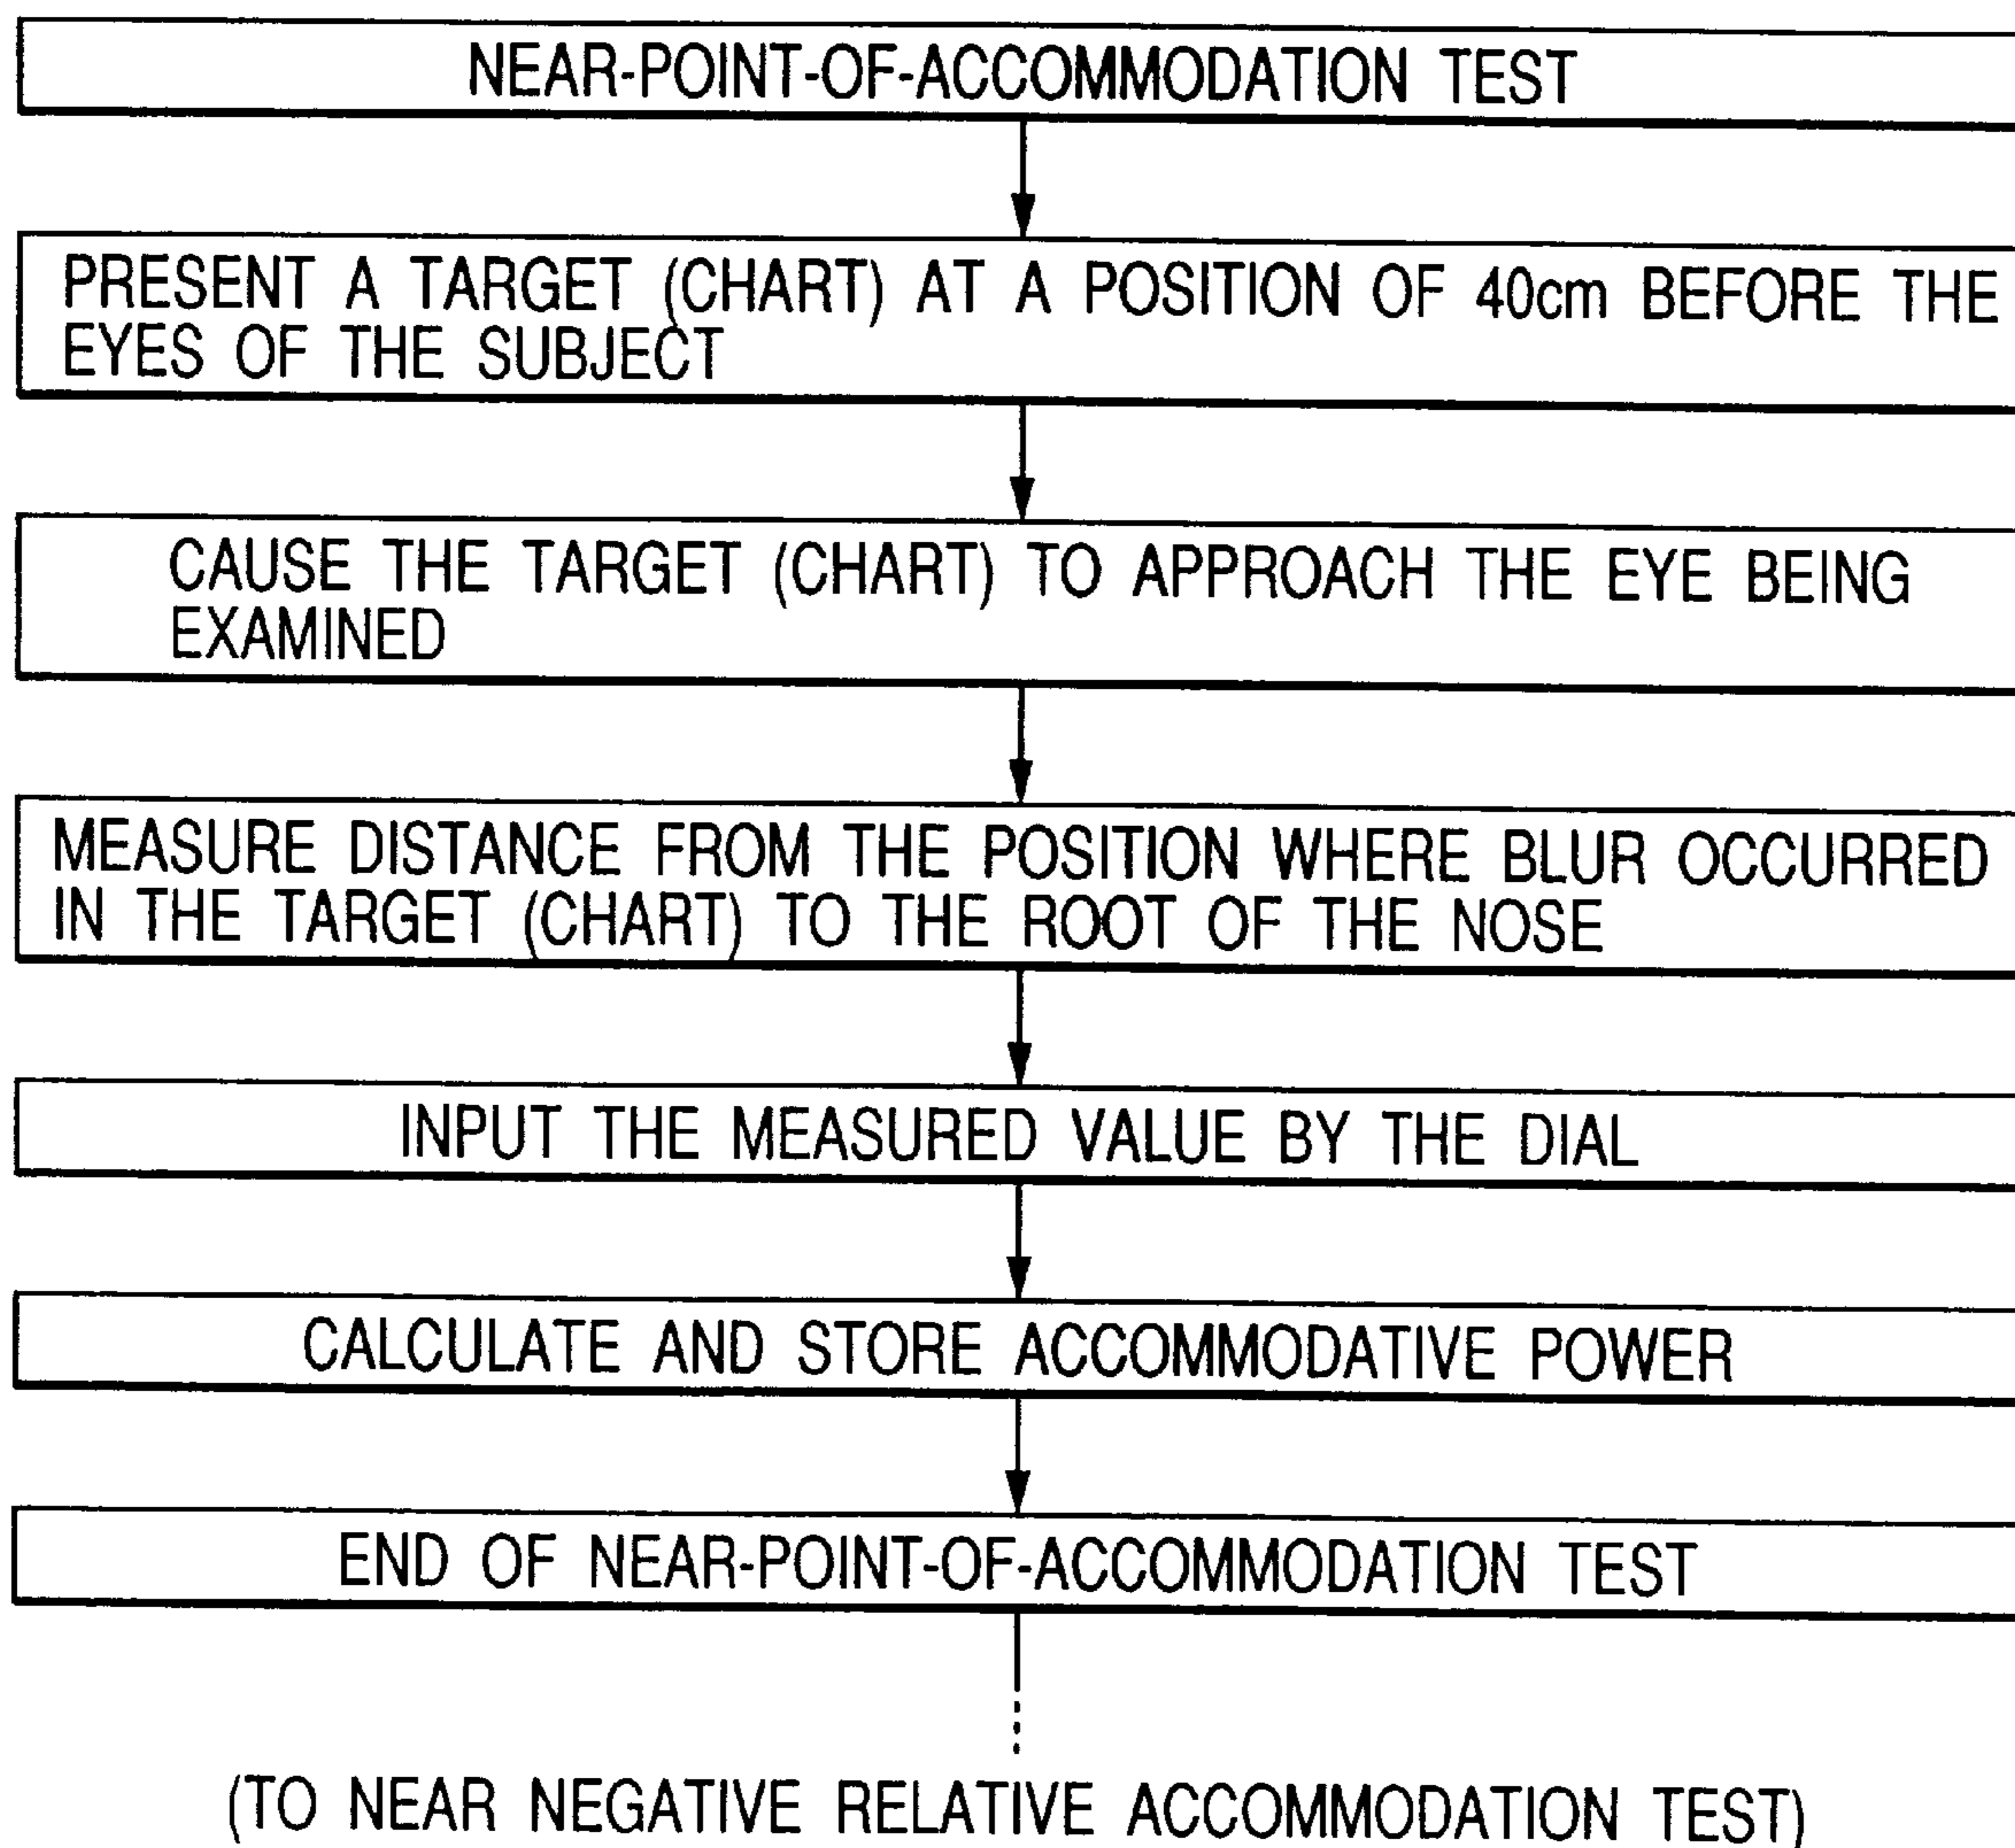 NEAR-POINT-OF-ACCOMMODATION TEST
PRESENT A TARGET (CHART) AT A POSITION OF 40cm BEFORE THE
EYES OF THE SUBJECT
CAUSE THE TARGET (CHART) TO APPROACH THE EYE BEING
EXAMINED
MEASURE DISTANCE FROM THE POSITION WHERE BLUR OCCURRED
IN THE TARGET (CHART) TO THE ROOT OF THE NOSE
INPUT THE MEASURED VALUE BY THE DIAL
CALCULATE AND STORE ACCOMMODATIVE POWER
END OF NEAR-POINT-OF-ACCOMMODATION TEST
(TO NEAR NEGATIVE RELATIVE ACCOMMODATION TEST)